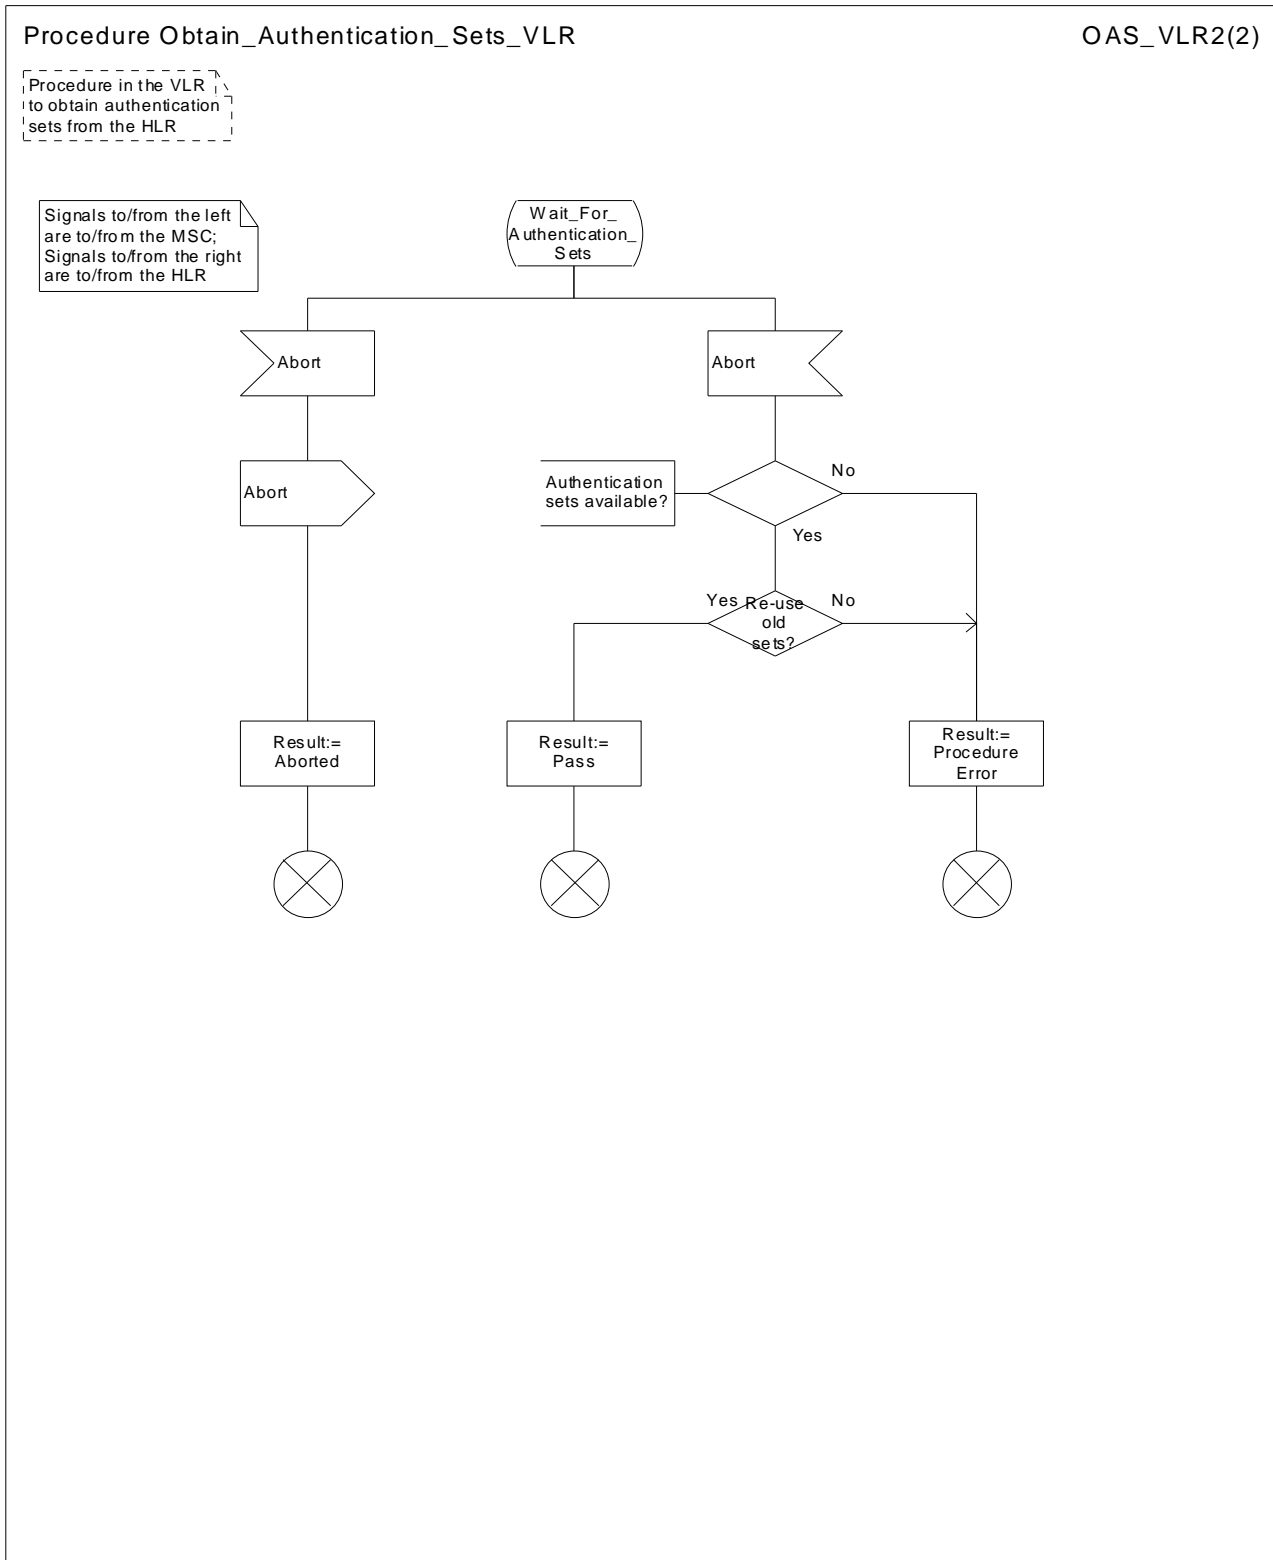 Procedure Obtain_Authentication_Sets_VLR
OAS_VLR2(2)
Procedure in the VLR
to obtain authentication
sets from the HLR
Signals to/from the left
are to/from the MSC;
Signals to/from the right
are to/from the HLR
Wait_For_
Authentication_
Sets
Abort
Abort
Abort
Authentication
sets available?
No
Yes
Yes
Re-use
old
sets?
No
Result:=
Aborted
Result:=
Pass
Result:=
Procedure
Error